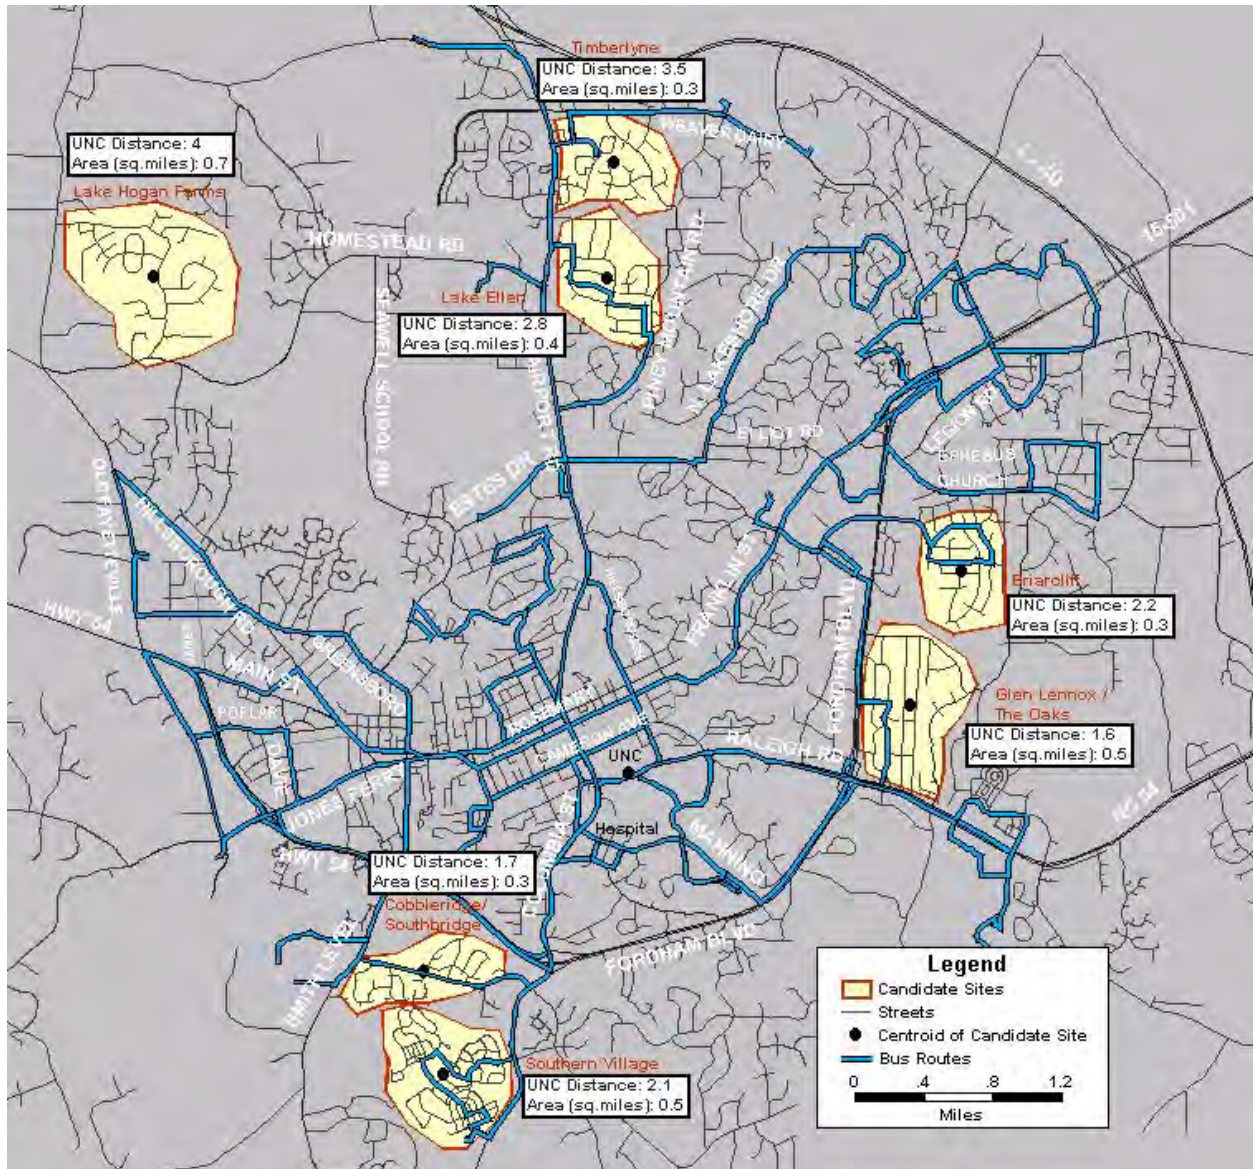 Timberlyne
UNC Distance: 3.5
Area (sq.miles): 0.3
WEAVER DAIRY
UNC Distance: 4
Area (sq.miles): 0.7
Lake Hogan Farms
I-40
15-501
HOMESTEAD RD
PINEY MOUNTAIN RD
N. LAKESHORE DR
Lake Ellen
UNC Distance: 2.8
Area (sq.miles): 0.4
SEAWELL SCHOOL RD
AIRPORT RD
ELLIOT RD
LEGION RD
EPHESUS
CHURCH
ESTES DR
OLD FAYETTEVILLE
HILLSBOROUGH
FRANKLIN ST
FORDHAM BLVD
Briarcliff
UNC Distance: 2.2
Area (sq.miles): 0.3
HWY 54
MAIN ST
GREENSBORO
POPLAR
DAVIE
ROSEMARY
CAMERON AVE
UNC
RALEIGH RD
Glen Lennox /
The Oaks
UNC Distance: 1.6
Area (sq.miles): 0.5
NC 54
JONES FERRY
HWY 54
Hospital
MANNING
UNC Distance: 1.7
Area (sq.miles): 0.3
Cobbleridge/
Southbridge
SMITH LEVEL
FORDHAM BLVD
Southern Village
UNC Distance: 2.1
Area (sq.miles): 0.5
Legend
Candidate Sites
Streets
Centroid of Candidate Site
Bus Routes
0 .4 .8 1.2
Miles